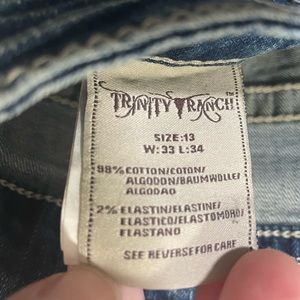 TRINITY RANCH™
SIZE:13
W:33 L:34
98% COTTON/COTON/
ALGODON/BAUMWOLLE/
ALGODAO
2% ELASTIN/ELASTINE/
ELASTICO/ELASTOMORO/
ELASTANO
SEE REVERSE FOR CARE